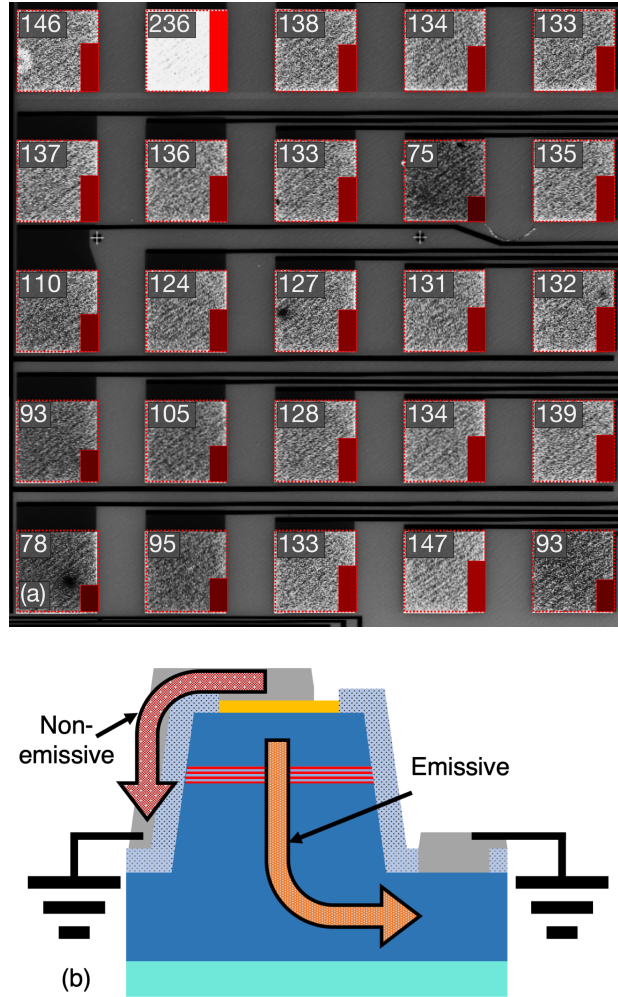 146 236 138 134 133
137 136 133 75 135
110 124 127 131 132
93 105 128 134 139
78 95 133 147 93
(a)
Non-
emissive
Emissive
(b)